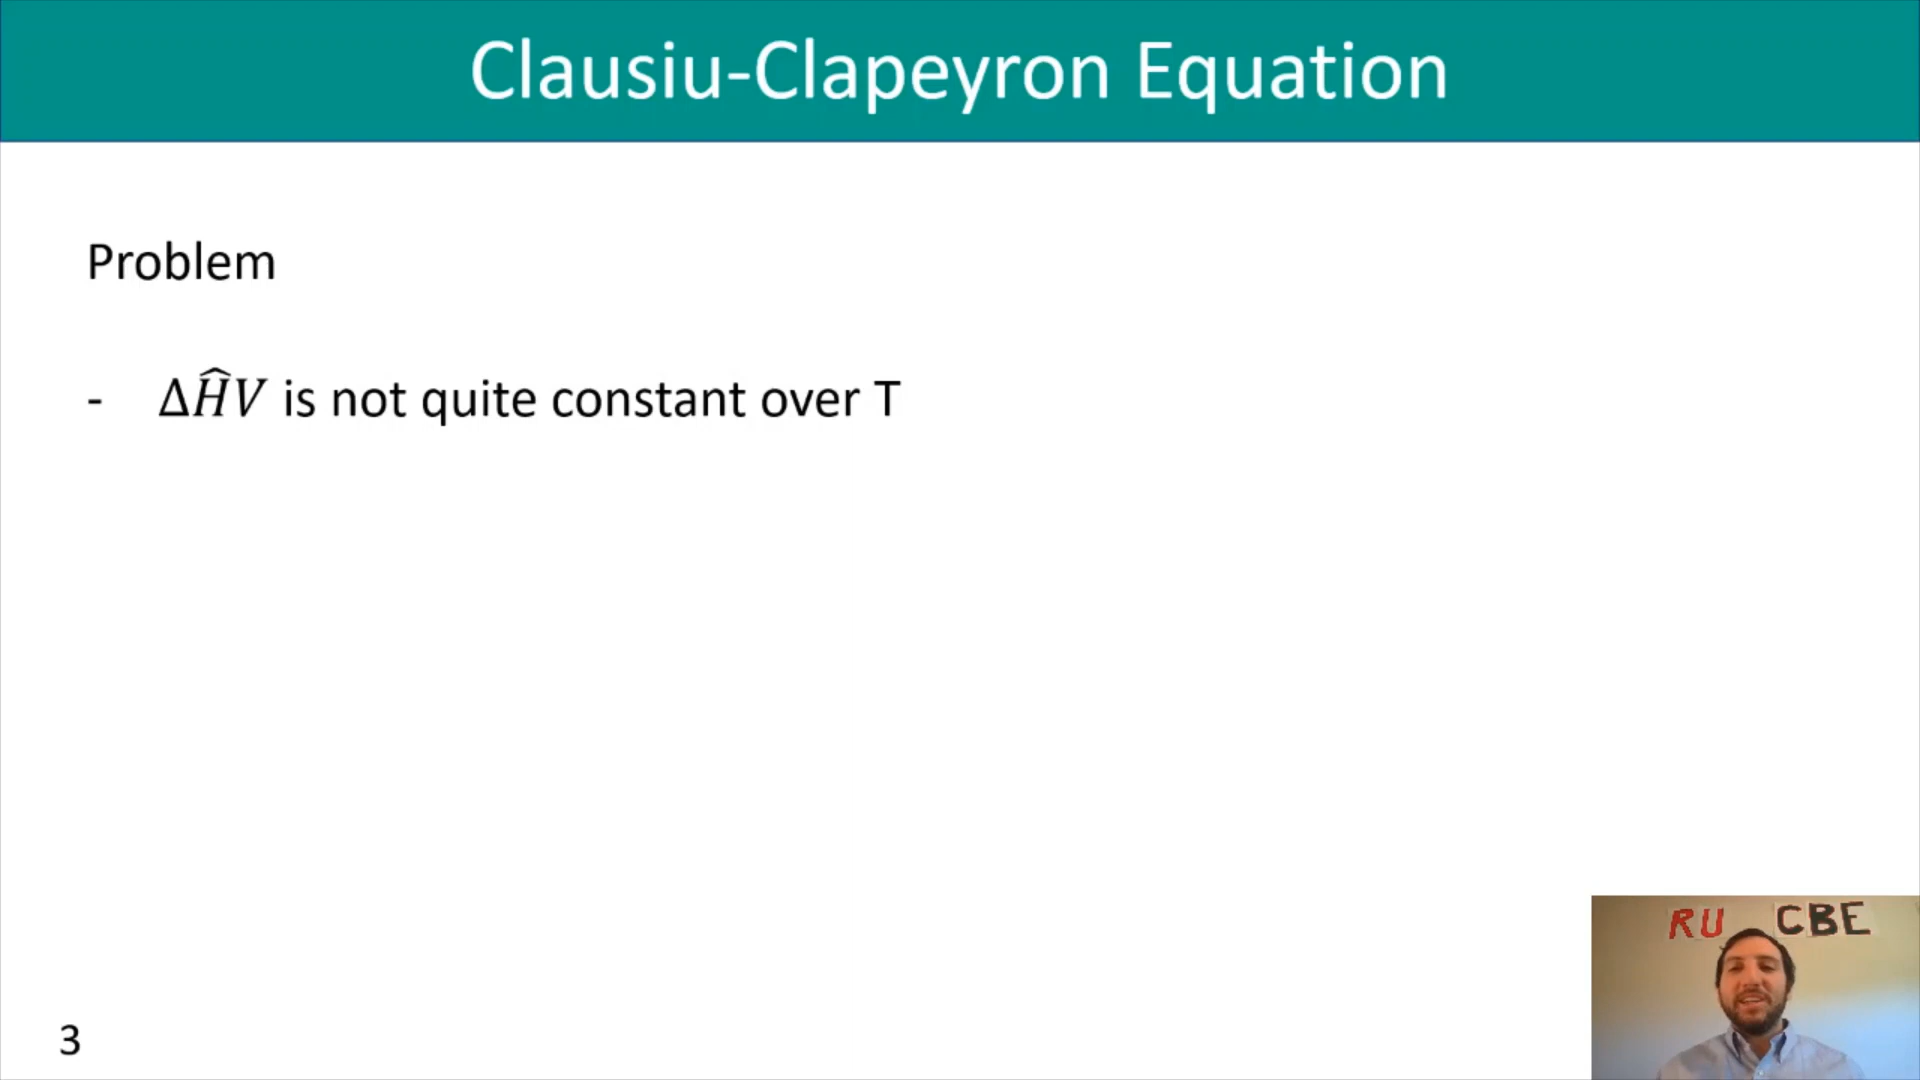 Clausiu-Clapeyron Equation
Problem
- ΔĤV is not quite constant over T
RU CBE
3